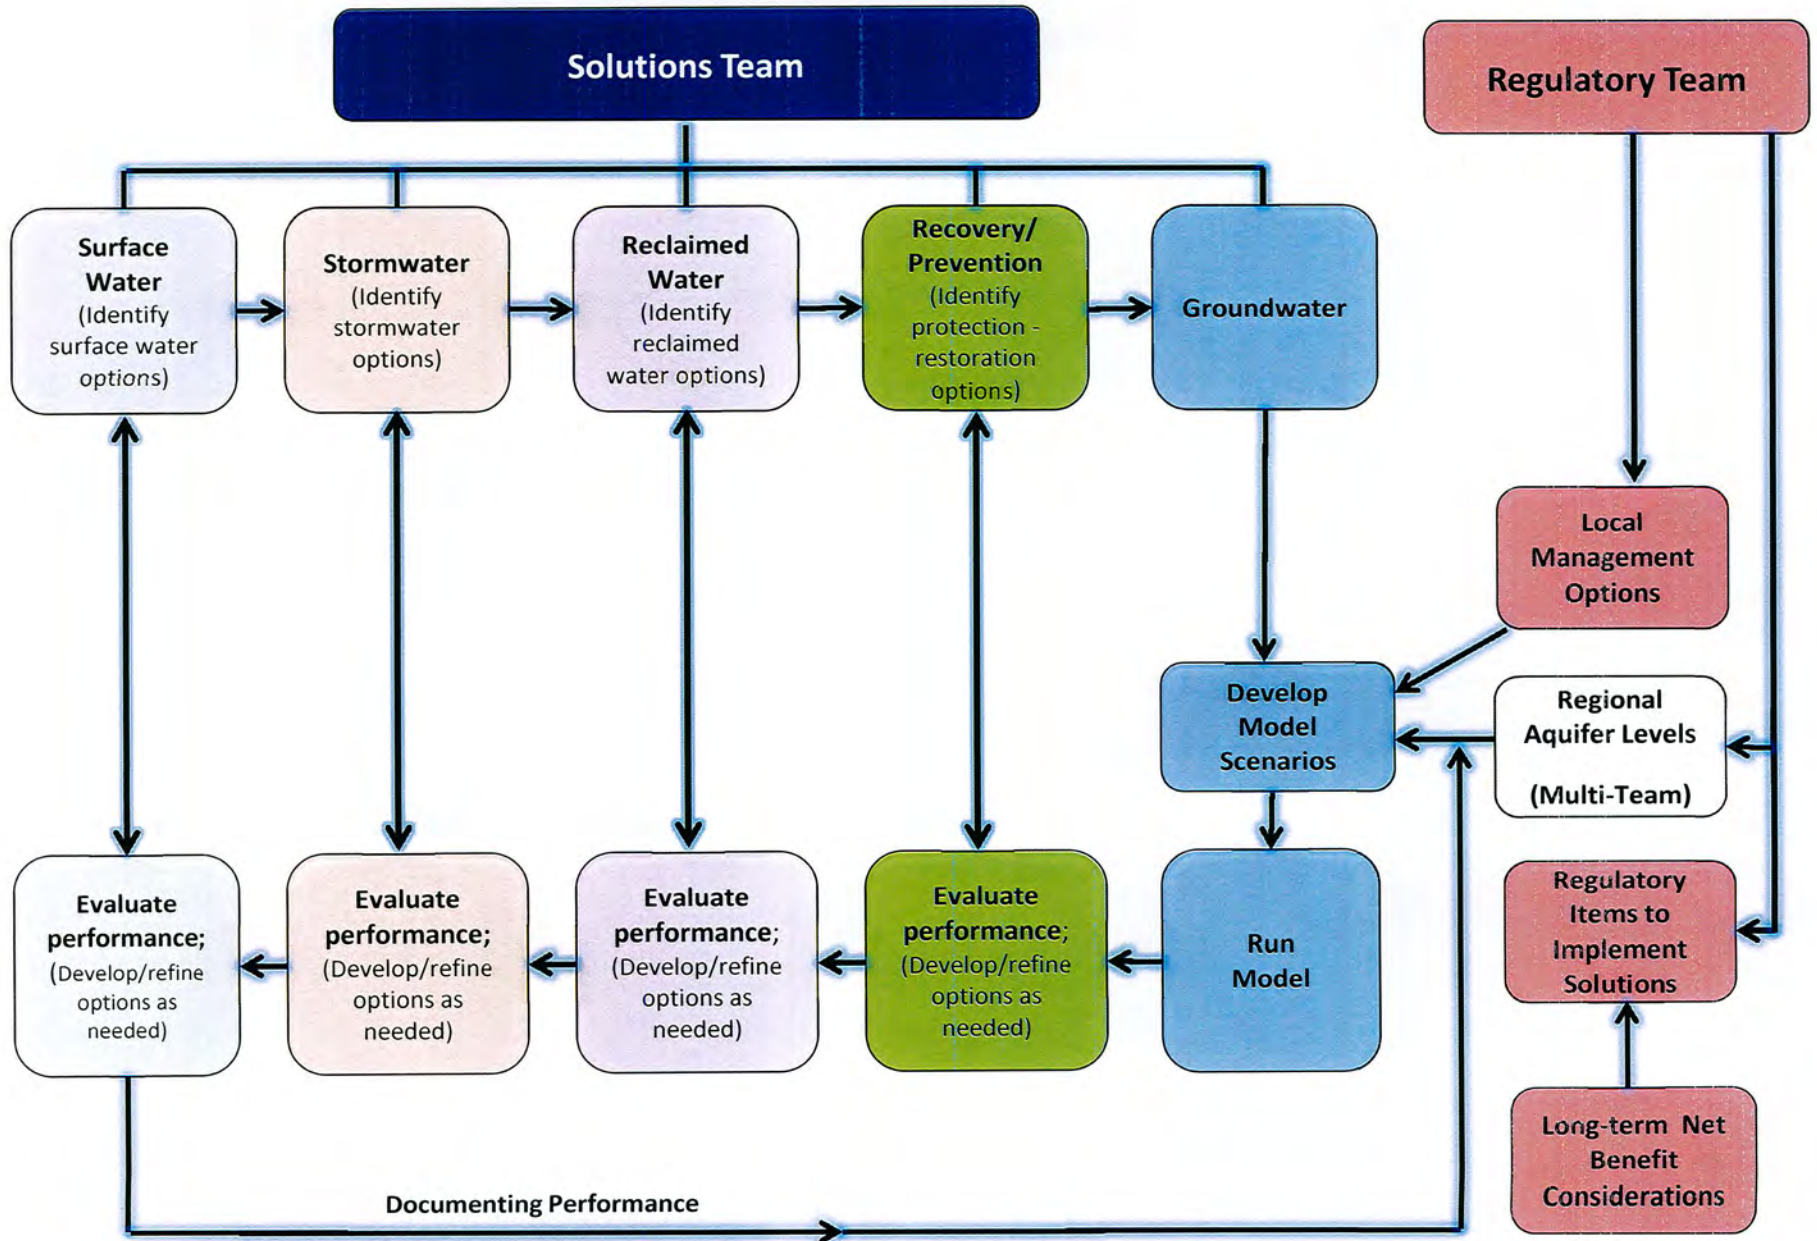 Solutions Team
Regulatory Team
Surface
Water
(Identify
surface water
options)
Stormwater
(Identify
stormwater
options)
Reclaimed
Water
(Identify
reclaimed
water options)
Recovery/
Prevention
(Identify
protection -
restoration
options)
Groundwater
Local
Management
Options
Develop
Model
Scenarios
Regional
Aquifer Levels
(Multi-Team)
Evaluate
performance;
(Develop/refine
options as
needed)
Evaluate
performance;
(Develop/refine
options as
needed)
Evaluate
performance;
(Develop/refine
options as
needed)
Evaluate
performance;
(Develop/refine
options as
needed)
Run
Model
Regulatory
Items to
Implement
Solutions
Long-term Net
Benefit
Considerations
Documenting Performance